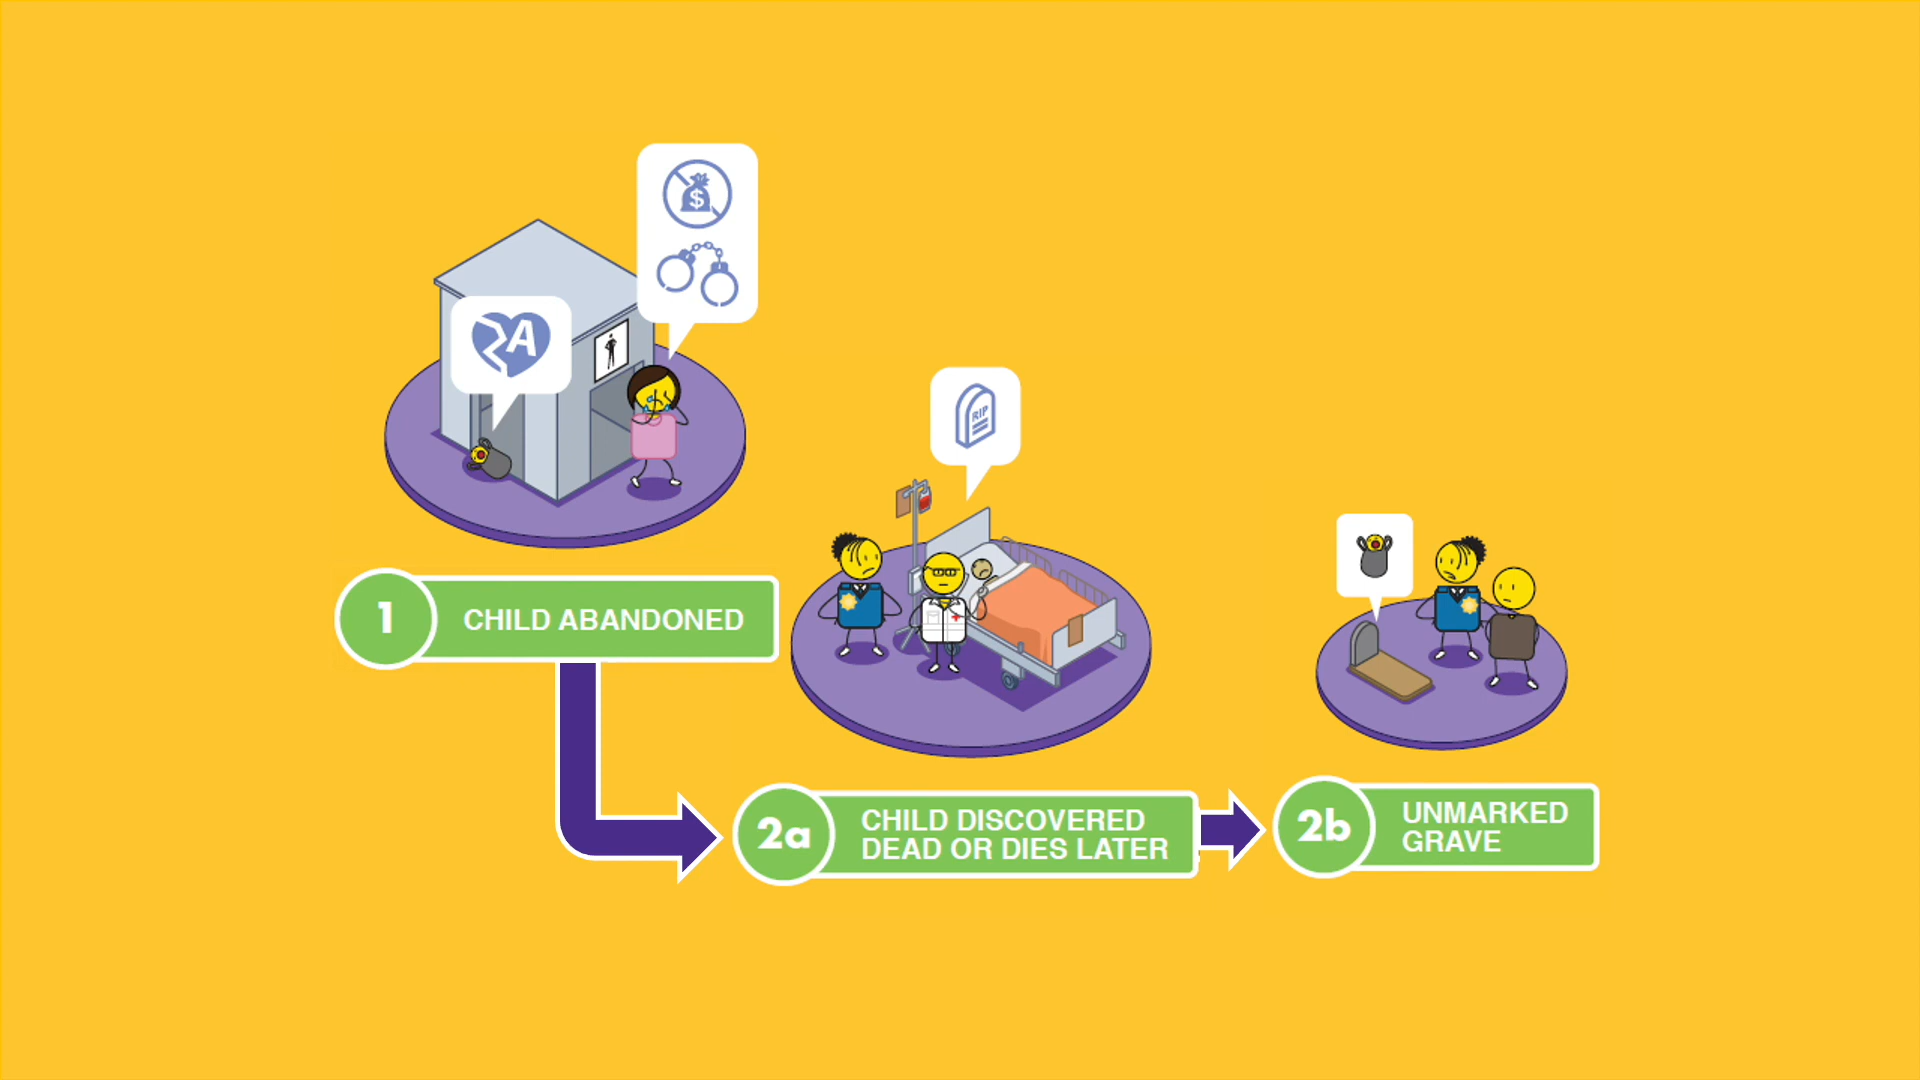 $
A
RIP
1
CHILD ABANDONED
2a
CHILD DISCOVERED
DEAD OR DIES LATER
2b
UNMARKED
GRAVE